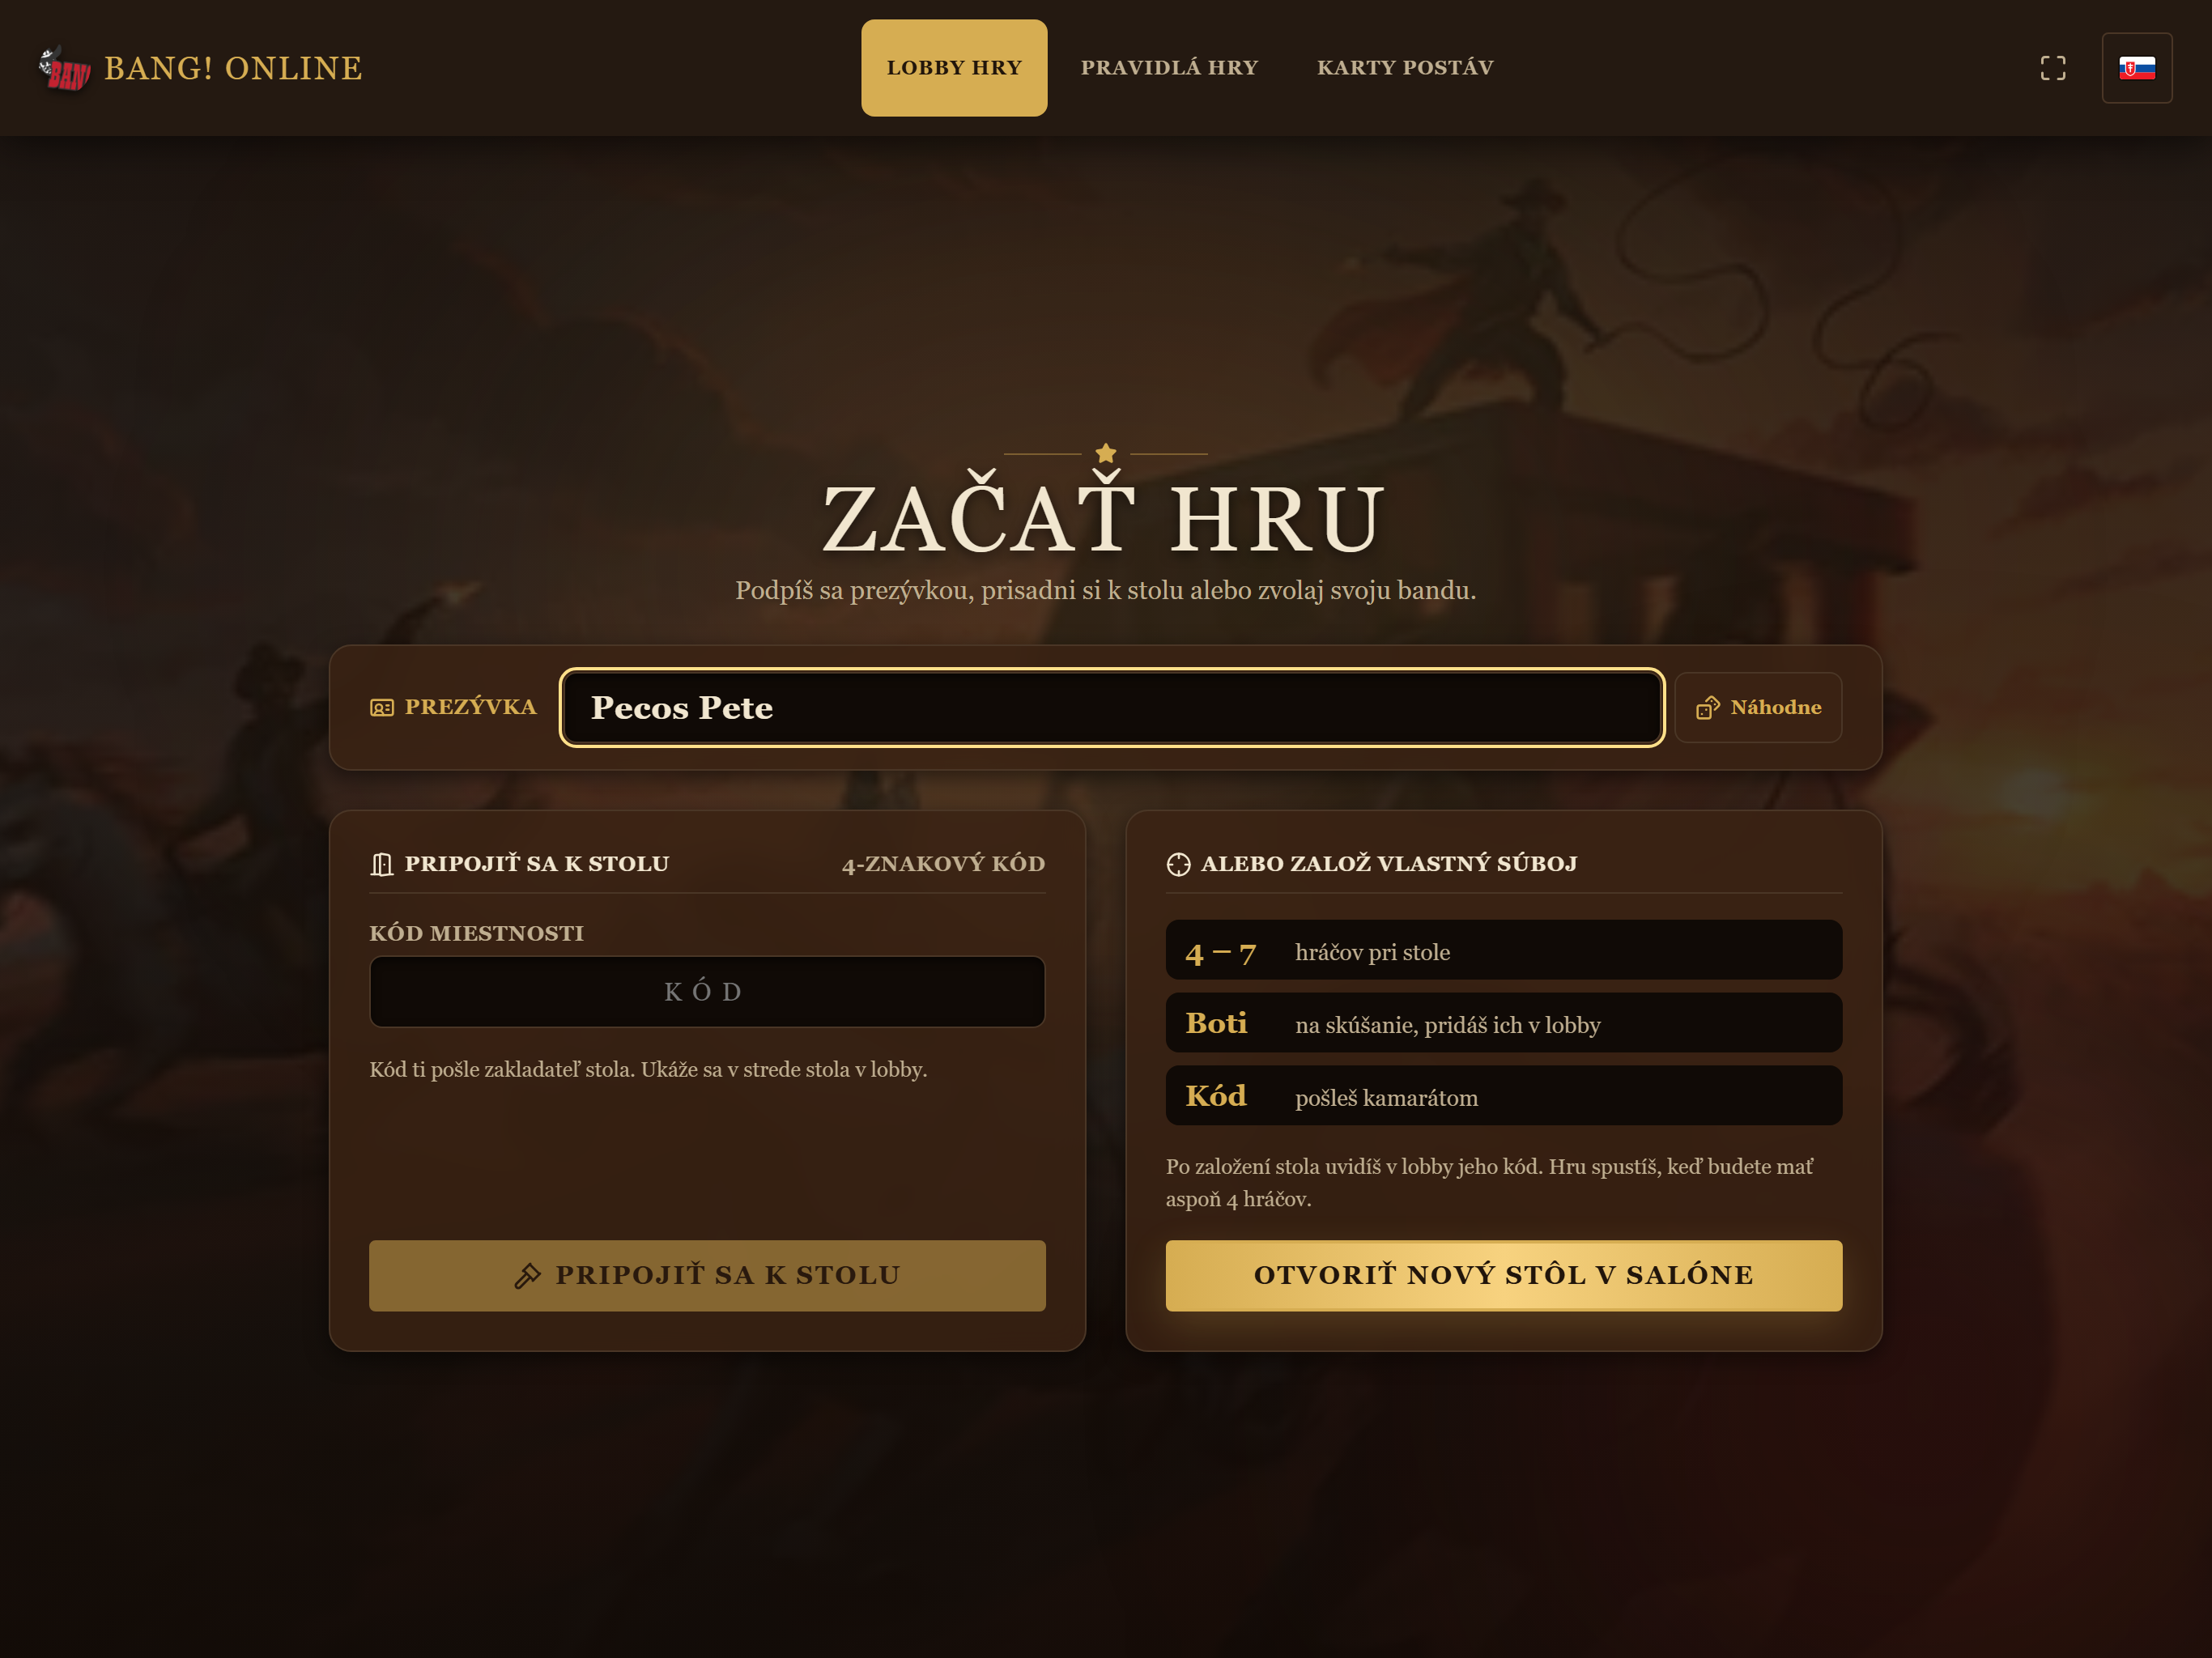 BANG! ONLINE
LOBBY HRY
PRAVIDLÁ HRY
KARTY POSTÁV
ZAČAŤ HRU
Podpíš sa prezývkou, prisadni si k stolu alebo zvolaj svoju bandu.
PREZÝVKA
Pecos Pete
Náhodne
PRIPOJIŤ SA K STOLU
4-ZNAKOVÝ KÓD
KÓD MIESTNOSTI
KÓD
Kód ti pošle zakladateľ stola. Ukáže sa v strede stola v lobby.
PRIPOJIŤ SA K STOLU
ALEBO ZALOŽ VLASTNÝ SÚBOJ
4 – 7 hráčov pri stole
Boti na skúšanie, pridáš ich v lobby
Kód pošleš kamarátom
Po založení stola uvidíš v lobby jeho kód. Hru spustíš, keď budete mať
aspoň 4 hráčov.
OTVORIŤ NOVÝ STÔL V SALÓNE